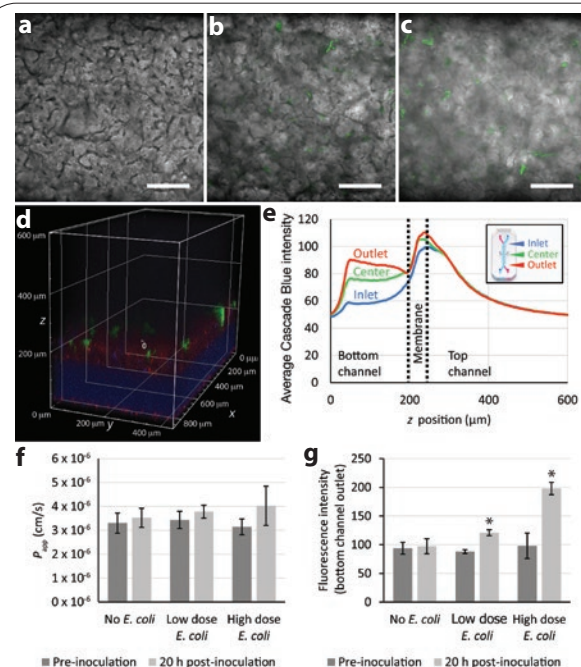 a
b
c
d
600 µm
400 µm
z
200 µm
0 µm
0 µm
200 µm
400 µm
y
800 µm
600 µm
400 µm
200 µm
x
e
120
100
80
60
40
20
0
Average Cascade Blue intensity
Outlet
Center
Inlet
Bottom channel
Membrane
Top channel
Inlet
Center
Outlet
0 200 400 600
z position (µm)
f
6 x 10-6
5 x 10-6
4 x 10-6
3 x 10-6
2 x 10-6
1 x 10-6
0 x 10-6
Papp (cm/s)
No E. coli Low dose High dose
E. coli E. coli
Pre-inoculation 20 h post-inoculation
g
250
200
150
100
50
0
Fluorescence intensity
(bottom channel outlet)
*
*
No E. coli Low dose High dose
E. coli E. coli
Pre-inoculation 20 h post-inoculation